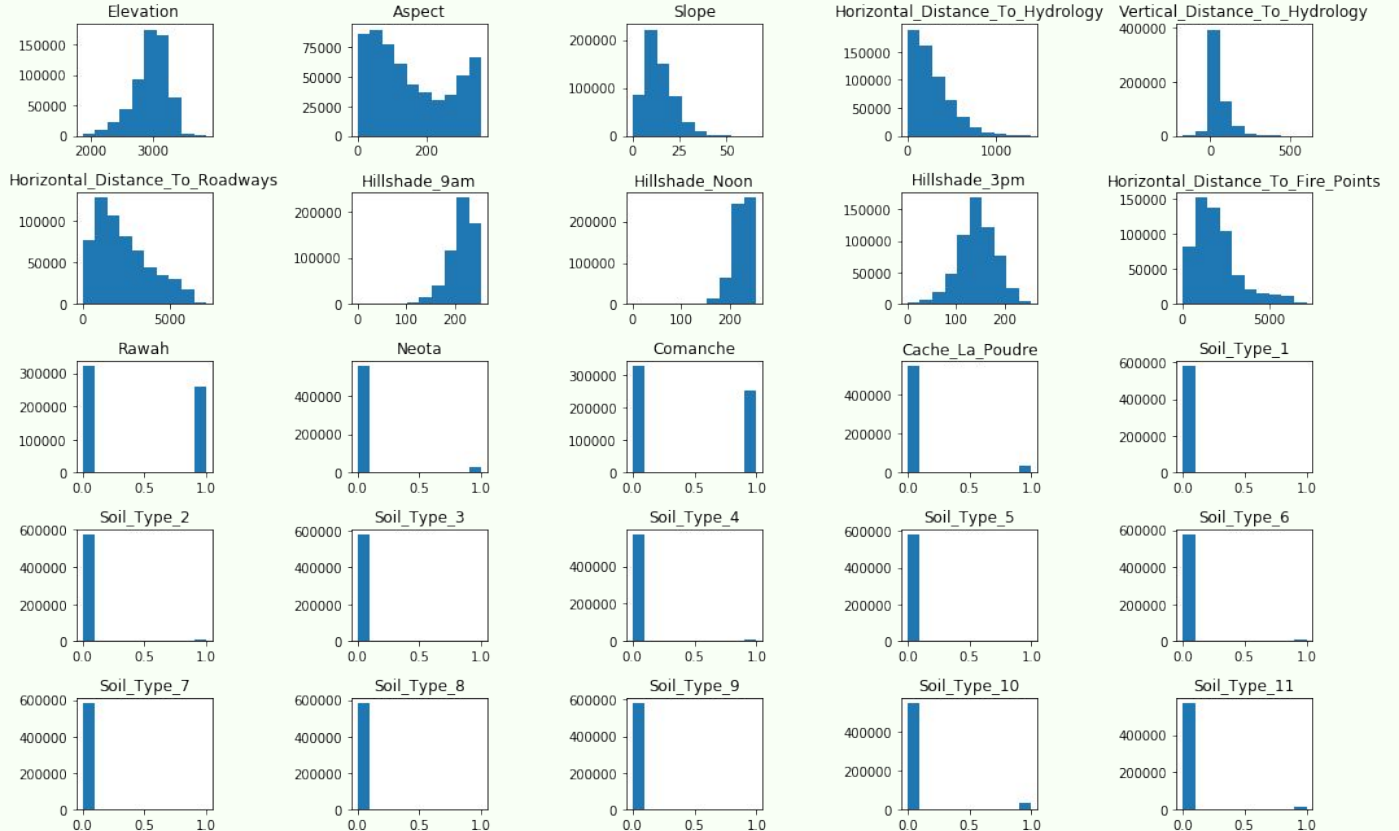 Elevation Aspect Slope Horizontal_Distance_To_Hydrology Vertical_Distance_To_Hydrology
150000 75000 200000 150000 400000
100000 50000 100000 100000 200000
50000 25000 50000
0 0 0 0 0
2000 3000 0 200 0 25 50 0 1000 0 500
Horizontal_Distance_To_Roadways Hillshade_9am Hillshade_Noon Hillshade_3pm Horizontal_Distance_To_Fire_Points
100000 200000 200000 150000 150000
50000 100000 100000 100000 100000
50000 50000
0 0 0 0 0
0 5000 0 100 200 0 100 200 0 100 200 0 5000
Rawah Neota Comanche Cache_La_Poudre Soil_Type_1
300000 400000 300000 400000 600000
200000 200000 200000 200000 400000
100000 100000 200000
0 0 0 0 0
0.0 0.5 1.0 0.0 0.5 1.0 0.0 0.5 1.0 0.0 0.5 1.0 0.0 0.5 1.0
Soil_Type_2 Soil_Type_3 Soil_Type_4 Soil_Type_5 Soil_Type_6
600000 600000 400000 600000 600000
400000 400000 200000 400000 400000
200000 200000 200000 200000
0 0 0 0 0
0.0 0.5 1.0 0.0 0.5 1.0 0.0 0.5 1.0 0.0 0.5 1.0 0.0 0.5 1.0
Soil_Type_7 Soil_Type_8 Soil_Type_9 Soil_Type_10 Soil_Type_11
600000 600000 600000 400000 400000
400000 400000 400000 200000 200000
200000 200000 200000
0 0 0 0 0
0.0 0.5 1.0 0.0 0.5 1.0 0.0 0.5 1.0 0.0 0.5 1.0 0.0 0.5 1.0